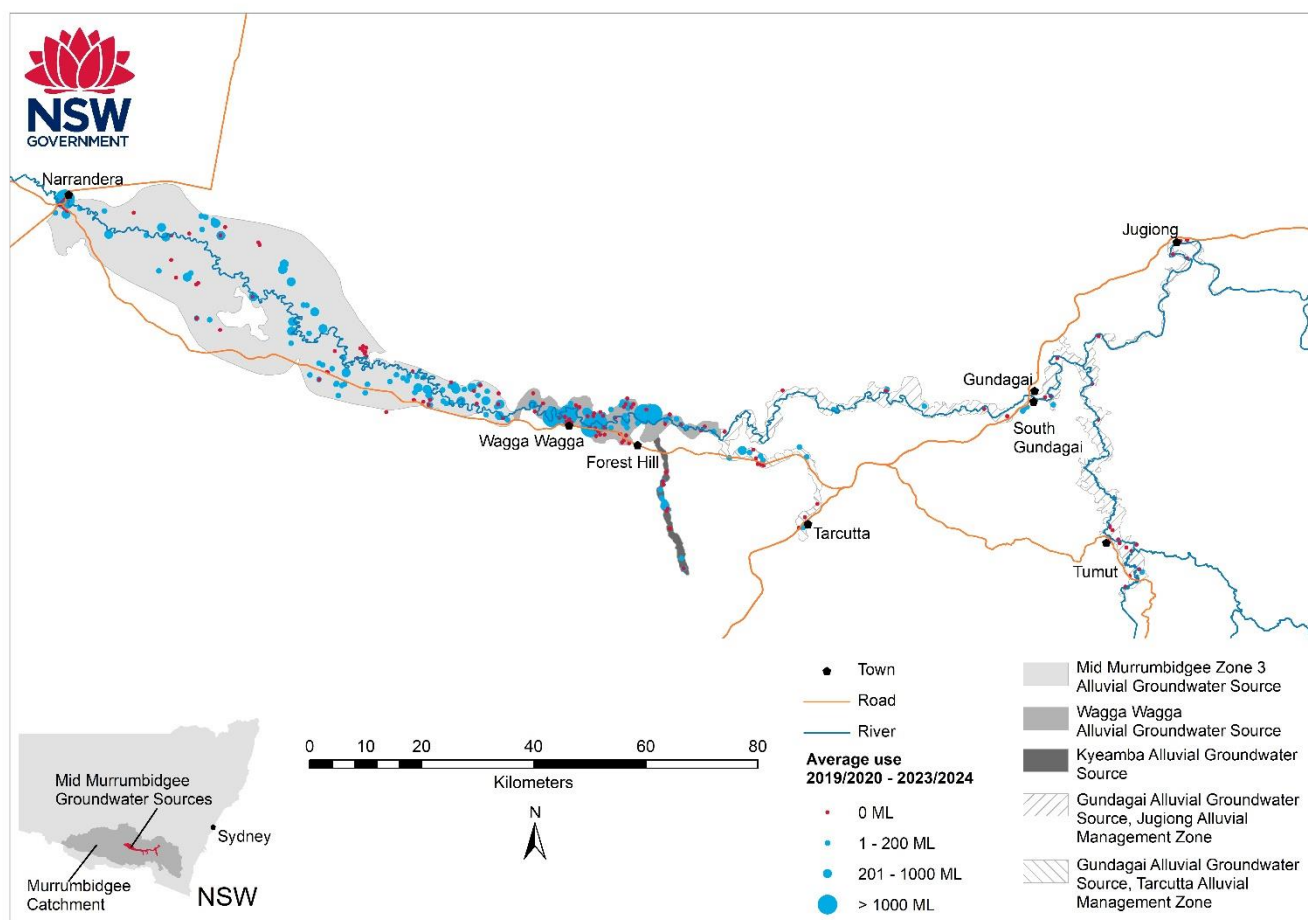 NSW
GOVERNMENT
Narrandera
Jugiong
Gundagai
South
Gundagai
Wagga Wagga
Forest Hill
Tarcutta
Tumut
Mid Murrumbidgee
Groundwater Sources
Sydney
Murrumbidgee
Catchment
NSW
0 10 20 40 60 80
Kilometers
N
Town
Road
River
Average use
2019/2020 - 2023/2024
0 ML
1 - 200 ML
201 - 1000 ML
> 1000 ML
Mid Murrumbidgee Zone 3
Alluvial Groundwater Source
Wagga Wagga
Alluvial Groundwater Source
Kyeamba Alluvial Groundwater
Source
Gundagai Alluvial Groundwater
Source, Jugiong Alluvial
Management Zone
Gundagai Alluvial Groundwater
Source, Tarcutta Alluvial
Management Zone